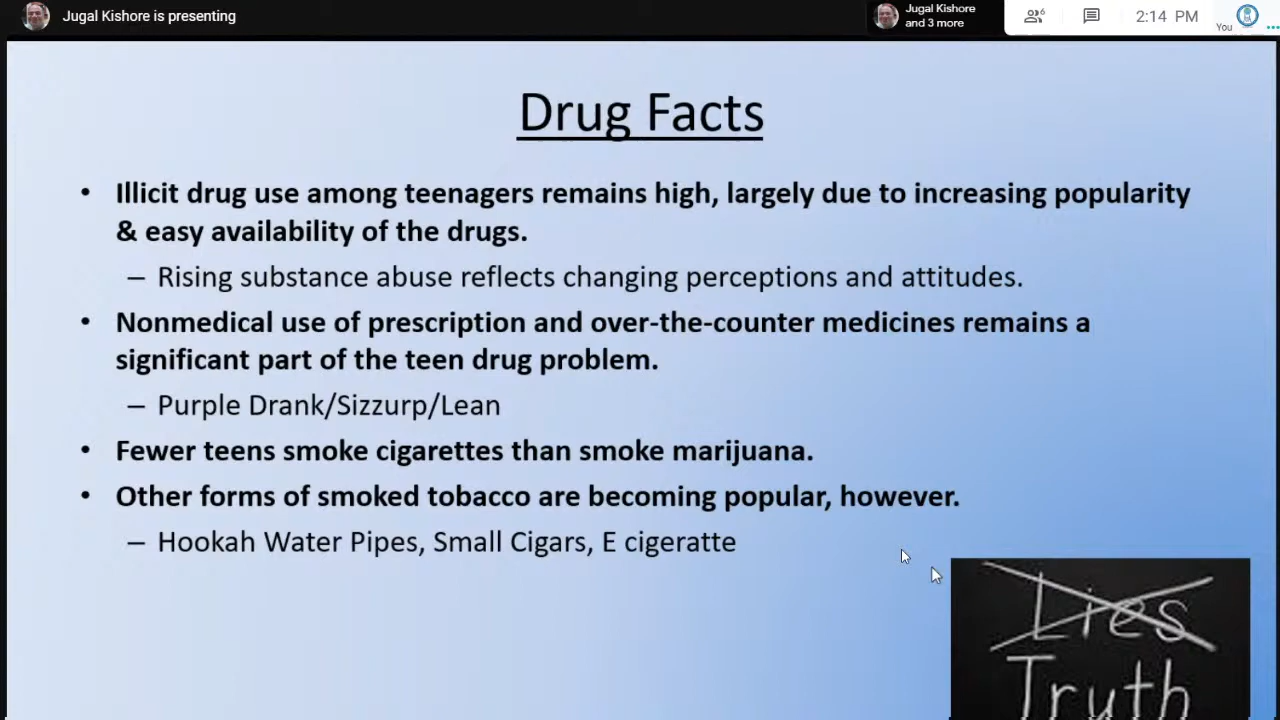 Jugal Kishore is presenting
Jugal Kishore
and 3 more
6
2:14 PM
You
Drug Facts
• Illicit drug use among teenagers remains high, largely due to increasing popularity
& easy availability of the drugs.
– Rising substance abuse reflects changing perceptions and attitudes.
• Nonmedical use of prescription and over-the-counter medicines remains a
significant part of the teen drug problem.
– Purple Drank/Sizzurp/Lean
• Fewer teens smoke cigarettes than smoke marijuana.
• Other forms of smoked tobacco are becoming popular, however.
– Hookah Water Pipes, Small Cigars, E cigeratte
Lies
Truth